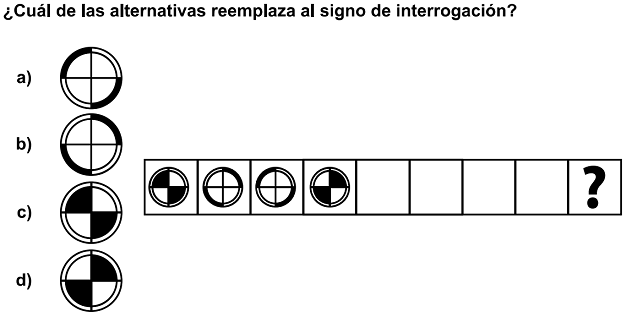 ¿Cuál de las alternativas reemplaza al signo de interrogación?
a)
b)
c)
d)
?